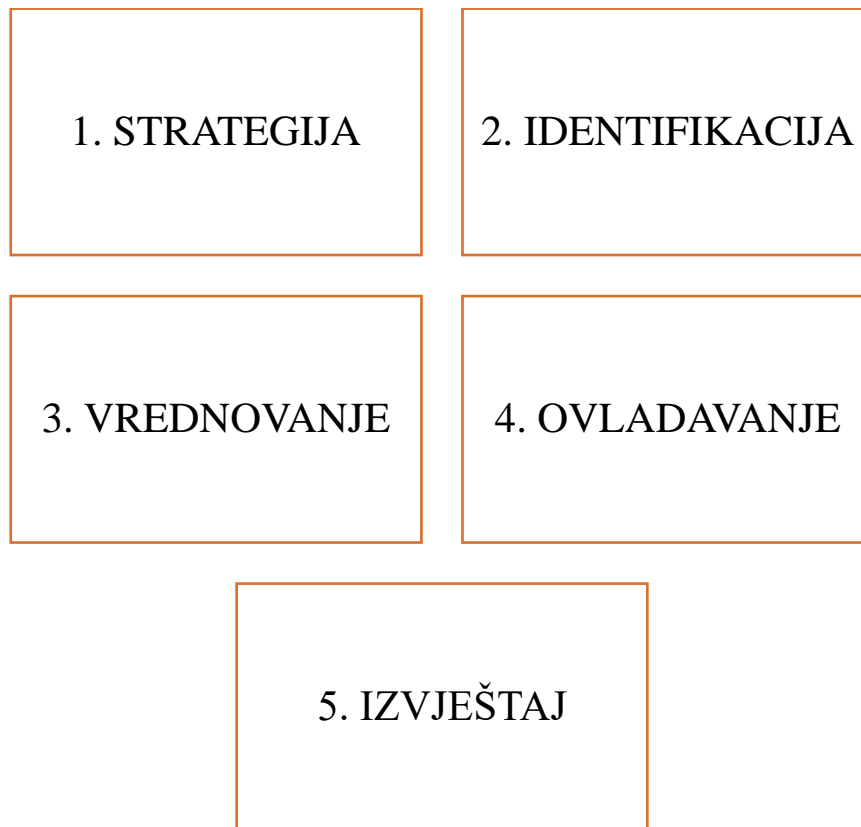 1. STRATEGIJA
2. IDENTIFIKACIJA
3. VREDNOVANJE
4. OVLADAVANJE
5. IZVJEŠTAJ